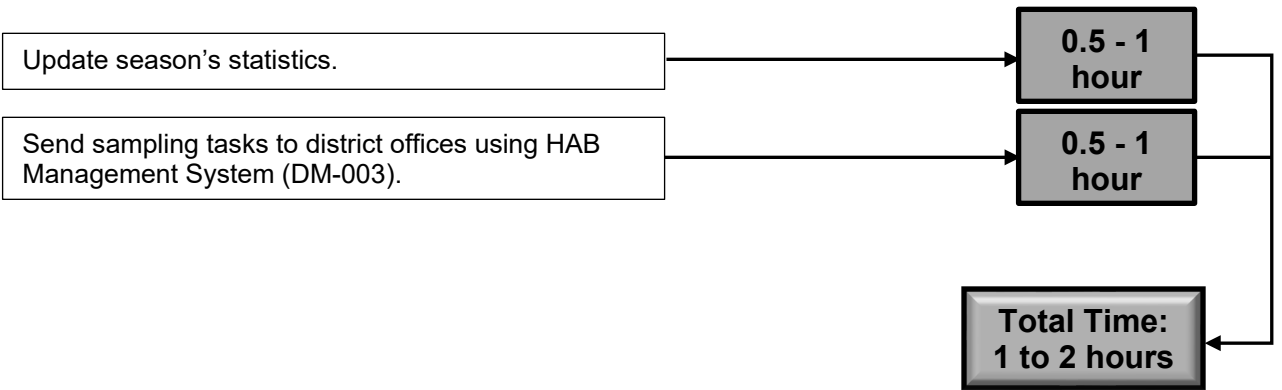 Update season’s statistics.
0.5 - 1
hour
Send sampling tasks to district offices using HAB
Management System (DM-003).
0.5 - 1
hour
Total Time:
1 to 2 hours